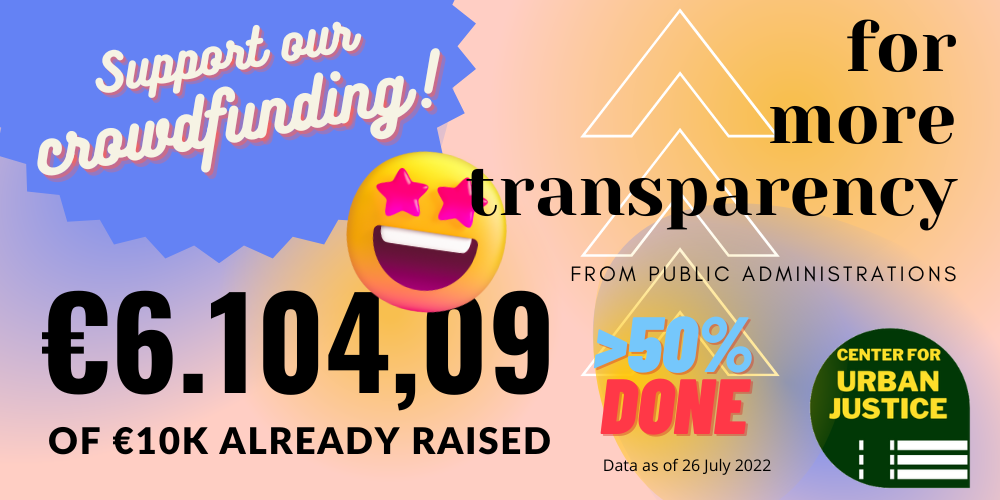 Support our
crowdfunding!
for
more
transparency
FROM PUBLIC ADMINISTRATIONS
€6.104,09
OF €10K ALREADY RAISED
>50%
DONE
Data as of 26 July 2022
CENTER FOR
URBAN
JUSTICE